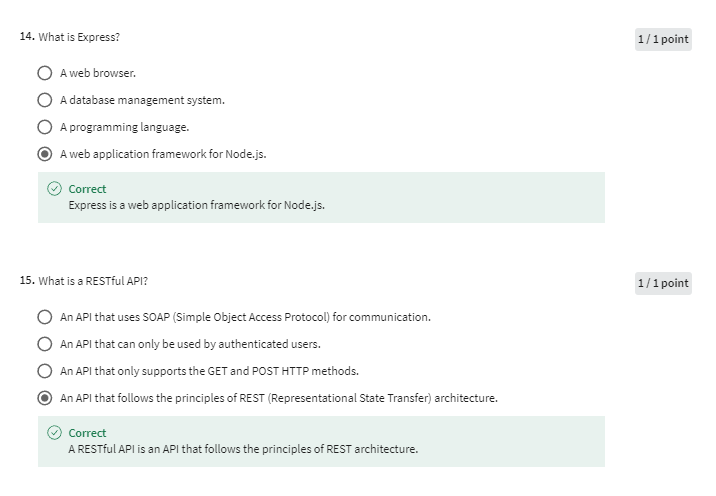 14. What is Express?
1 / 1 point
A web browser.
A database management system.
A programming language.
A web application framework for Node.js.
Correct
Express is a web application framework for Node.js.
15. What is a RESTful API?
1 / 1 point
An API that uses SOAP (Simple Object Access Protocol) for communication.
An API that can only be used by authenticated users.
An API that only supports the GET and POST HTTP methods.
An API that follows the principles of REST (Representational State Transfer) architecture.
Correct
A RESTful API is an API that follows the principles of REST architecture.